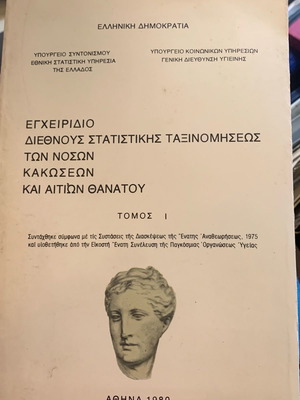 ΕΛΛΗΝΙΚΗ ΔΗΜΟΚΡΑΤΙΑ
ΥΠΟΥΡΓΕΙΟ ΣΥΝΤΟΝΙΣΜΟΥ
ΕΘΝΙΚΗ ΣΤΑΤΙΣΤΙΚΗ ΥΠΗΡΕΣΙΑ
ΤΗΣ ΕΛΛΑΔΟΣ
ΥΠΟΥΡΓΕΙΟ ΚΟΙΝΩΝΙΚΩΝ ΥΠΗΡΕΣΙΩΝ
ΓΕΝΙΚΗ ΔΙΕΥΘΥΝΣΗ ΥΓΙΕΙΝΗΣ
ΕΓΧΕΙΡΙΔΙΟ
ΔΙΕΘΝΟΥΣ ΣΤΑΤΙΣΤΙΚΗΣ ΤΑΞΙΝΟΜΗΣΕΩΣ
ΤΩΝ ΝΟΣΩΝ
ΚΑΚΩΣΕΩΝ
ΚΑΙ ΑΙΤΙΩΝ ΘΑΝΑΤΟΥ
ΤΟΜΟΣ Ι
Συντάχθηκε σύμφωνα μέ τίς Συστάσεις τῆς Διασκέψεως τῆς Ἔνατης Ἀναθεωρήσεως, 1975
καί υἱοθετήθηκε ἀπό τήν Εἰκοστή Ἔνατη Συνέλευση τῆς Παγκόσμιας Ὀργανώσεως Ὑγείας
ΑΘΗΝΑ 1980